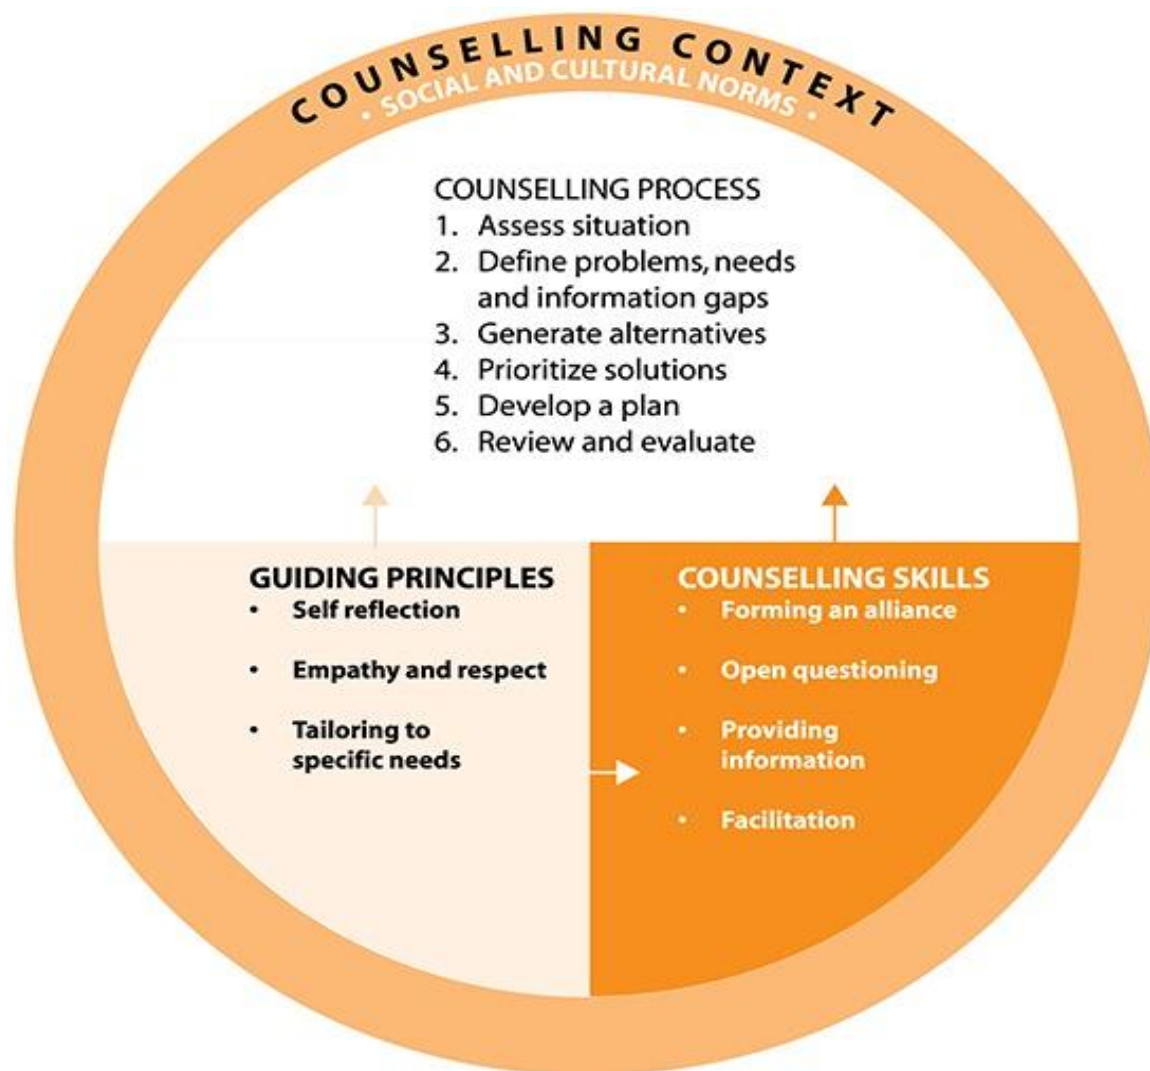 COUNSELLING CONTEXT
• SOCIAL AND CULTURAL NORMS •
COUNSELLING PROCESS
1. Assess situation
2. Define problems, needs
and information gaps
3. Generate alternatives
4. Prioritize solutions
5. Develop a plan
6. Review and evaluate
GUIDING PRINCIPLES
• Self reflection
• Empathy and respect
• Tailoring to
specific needs
COUNSELLING SKILLS
• Forming an alliance
• Open questioning
• Providing
information
• Facilitation